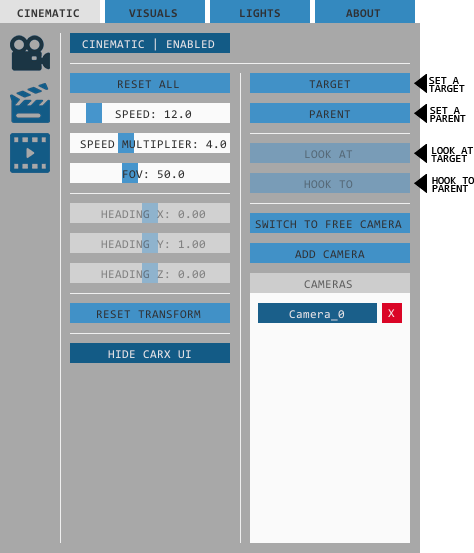 CINEMATIC
VISUALS
LIGHTS
ABOUT
CINEMATIC | ENABLED
RESET ALL
SPEED: 12.0
SPEED MULTIPLIER: 4.0
FOV: 50.0
HEADING X: 0.00
HEADING Y: 1.00
HEADING Z: 0.00
RESET TRANSFORM
HIDE CARX UI
TARGET
PARENT
LOOK AT
HOOK TO
SWITCH TO FREE CAMERA
ADD CAMERA
CAMERAS
Camera_0
X
SET A
TARGET
SET A
PARENT
LOOK AT
TARGET
HOOK TO
PARENT